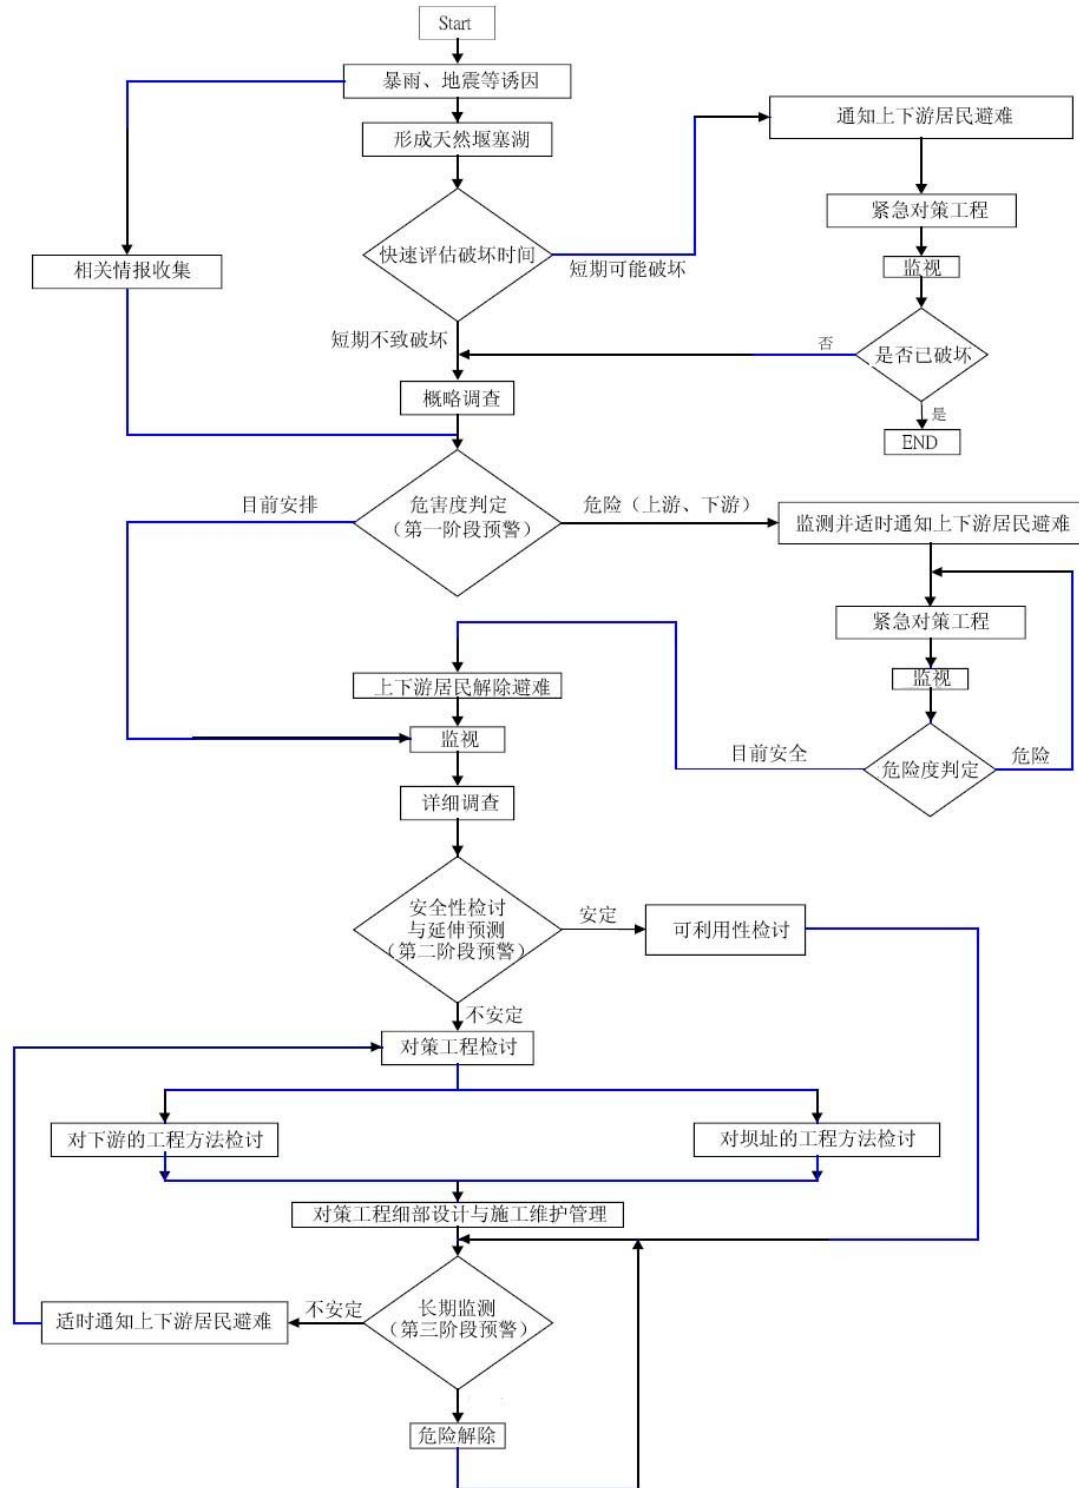 Start
暴雨、地震等诱因
形成天然堰塞湖
通知上下游居民避难
紧急对策工程
相关情报收集
快速评估破坏时间
短期可能破坏
监视
短期不致破坏
否
是否已破坏
概略调查
是
END
目前安排
危害度判定
（第一阶段预警）
危险（上游、下游）
监测并适时通知上下游居民避难
紧急对策工程
监视
上下游居民解除避难
监视
目前安全
危险度判定
危险
详细调查
安全性检讨
与延伸预测
（第二阶段预警）
安定
可利用性检讨
不安定
对策工程检讨
对下游的工程方法检讨
对坝址的工程方法检讨
对策工程细部设计与施工维护管理
适时通知上下游居民避难
不安定
长期监测
（第三阶段预警）
危险解除